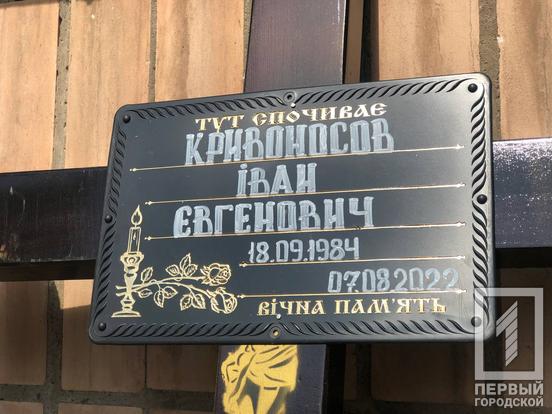 ТУТ СПОЧИВАЄ
КРИВОНОСОВ
ІВАН
ЄВГЕНОВИЧ
18.09.1984
07.08.2022
ВІЧНА ПАМ'ЯТЬ
ПЕРВЫЙ
ГОРОДСКОЙ